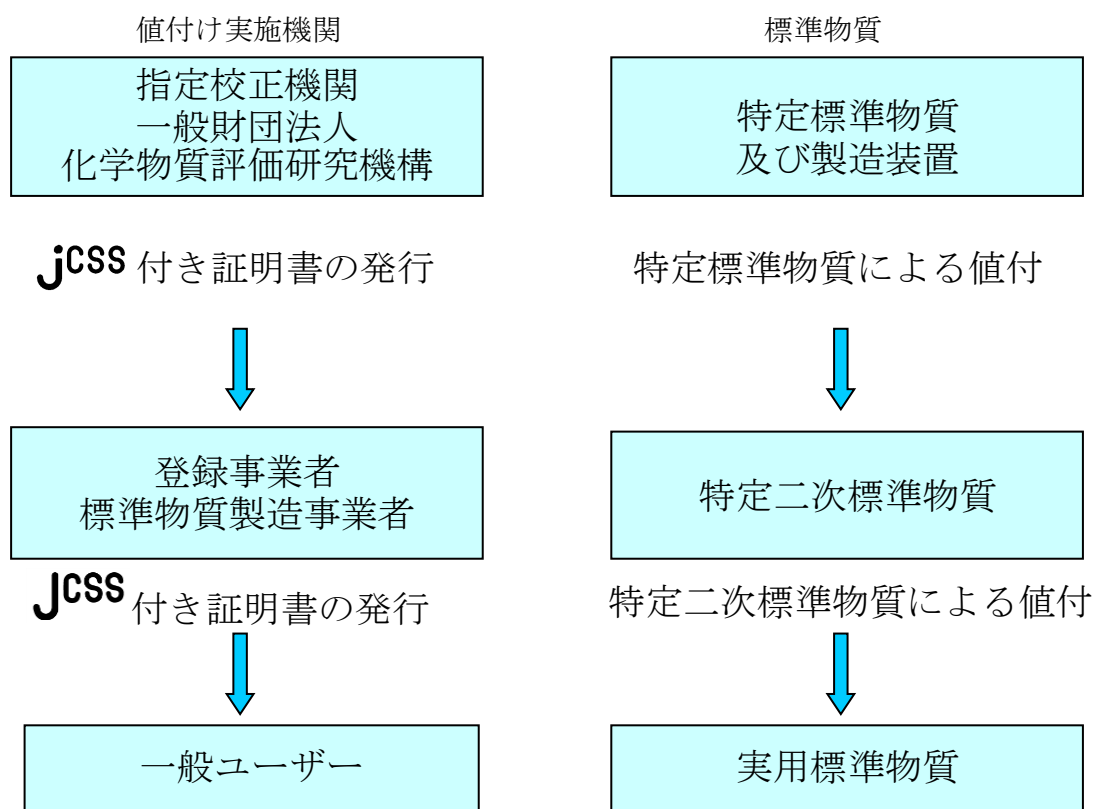 値付け実施機関
標準物質
指定校正機関
一般財団法人
化学物質評価研究機構
特定標準物質
及び製造装置
jcss 付き証明書の発行
特定標準物質による値付
登録事業者
標準物質製造事業者
特定二次標準物質
JCSS 付き証明書の発行
特定二次標準物質による値付
一般ユーザー
実用標準物質